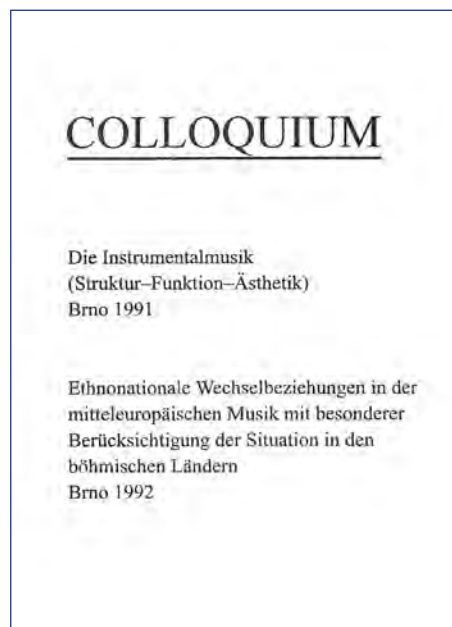 COLLOQUIUM
Die Instrumentalmusik
(Struktur–Funktion–Ästhetik)
Brno 1991
Ethnonationale Wechselbeziehungen in der
mitteleuropäischen Musik mit besonderer
Berücksichtigung der Situation in den
böhmischen Ländern
Brno 1992